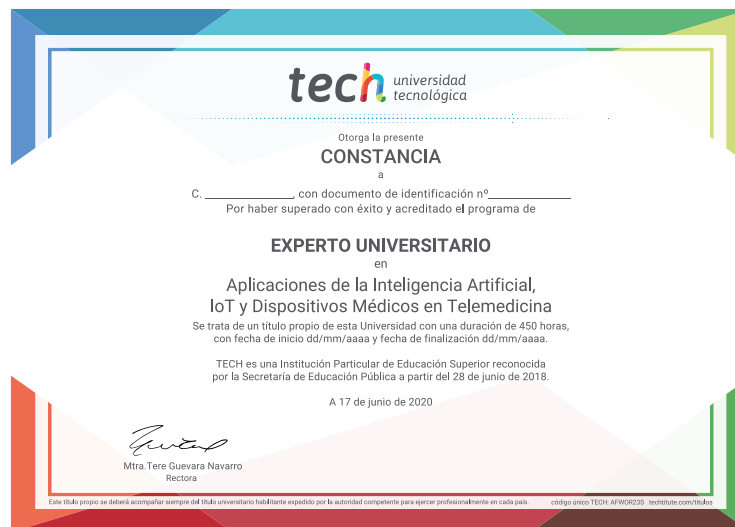 tech universidad
tecnológica
Otorga la presente
CONSTANCIA
a
C. ______________, con documento de identificación nº______________
Por haber superado con éxito y acreditado el programa de
EXPERTO UNIVERSITARIO
en
Aplicaciones de la Inteligencia Artificial,
IoT y Dispositivos Médicos en Telemedicina
Se trata de un título propio de esta Universidad con una duración de 450 horas,
con fecha de inicio dd/mm/aaaa y fecha de finalización dd/mm/aaaa.
TECH es una Institución Particular de Educación Superior reconocida
por la Secretaría de Educación Pública a partir del 28 de junio de 2018.
A 17 de junio de 2020
Mtra.Tere Guevara Navarro
Rectora
Este título propio se deberá acompañar siempre del título universitario habilitante expedido por la autoridad competente para ejercer profesionalmente en cada país. código único TECH: AFWOR23S techtitute.com/titulos